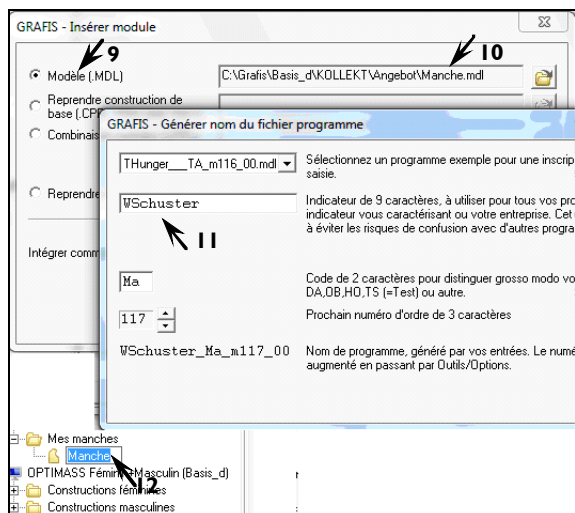 GRAFIS - Insérer module
9
10
Modèle (.MDL)
C:\Grafis\Basis_d\KOLLEKT\Angebot\Manche.mdl
Reprendre construction de
base (.CP
Combinais
Reprendre
Intégrer comm
GRAFIS - Générer nom du fichier programme
THunger___TA_m116_00.mdl
Sélectionnez un programme exemple pour une inscrip
saisie.
WSchuster
11
Indicateur de 9 caractères, à utiliser pour tous vos pro
indicateur vous caractérisant ou votre entreprise. Cet
à éviter les risques de confusion avec d'autres progra
Ma
Code de 2 caractères pour distinguer grosso modo vo
DA,OB,HO,TS (=Test) ou autre.
117
Prochain numéro d'ordre de 3 caractères
WSchuster_Ma_m117_00
Nom de programme, généré par vos entrées. Le numé
augmenté en passant par Outils/Options.
Mes manches
Manche
OPTIMASS Fémini +Masculin (Basis_d)
12
Constructions féminines
Constructions masculines